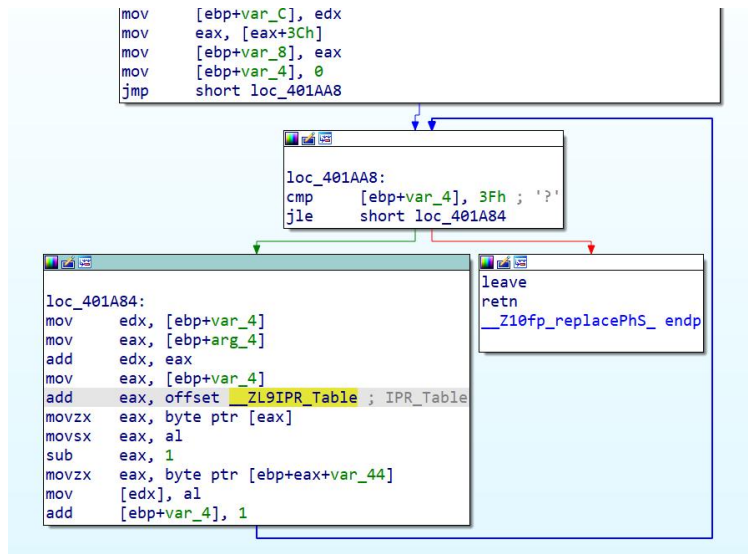 mov [ebp+var_C], edx
mov eax, [eax+3Ch]
mov [ebp+var_8], eax
mov [ebp+var_4], 0
jmp short loc_401AA8
loc_401AA8:
cmp [ebp+var_4], 3Fh ; '?'
jle short loc_401A84
loc_401A84:
mov edx, [ebp+var_4]
mov eax, [ebp+arg_4]
add edx, eax
mov eax, [ebp+var_4]
add eax, offset __ZL9IPR_Table ; IPR_Table
movzx eax, byte ptr [eax]
movsx eax, al
sub eax, 1
movzx eax, byte ptr [ebp+eax+var_44]
mov [edx], al
add [ebp+var_4], 1
leave
retn
__Z10fp_replacePhS_ endp